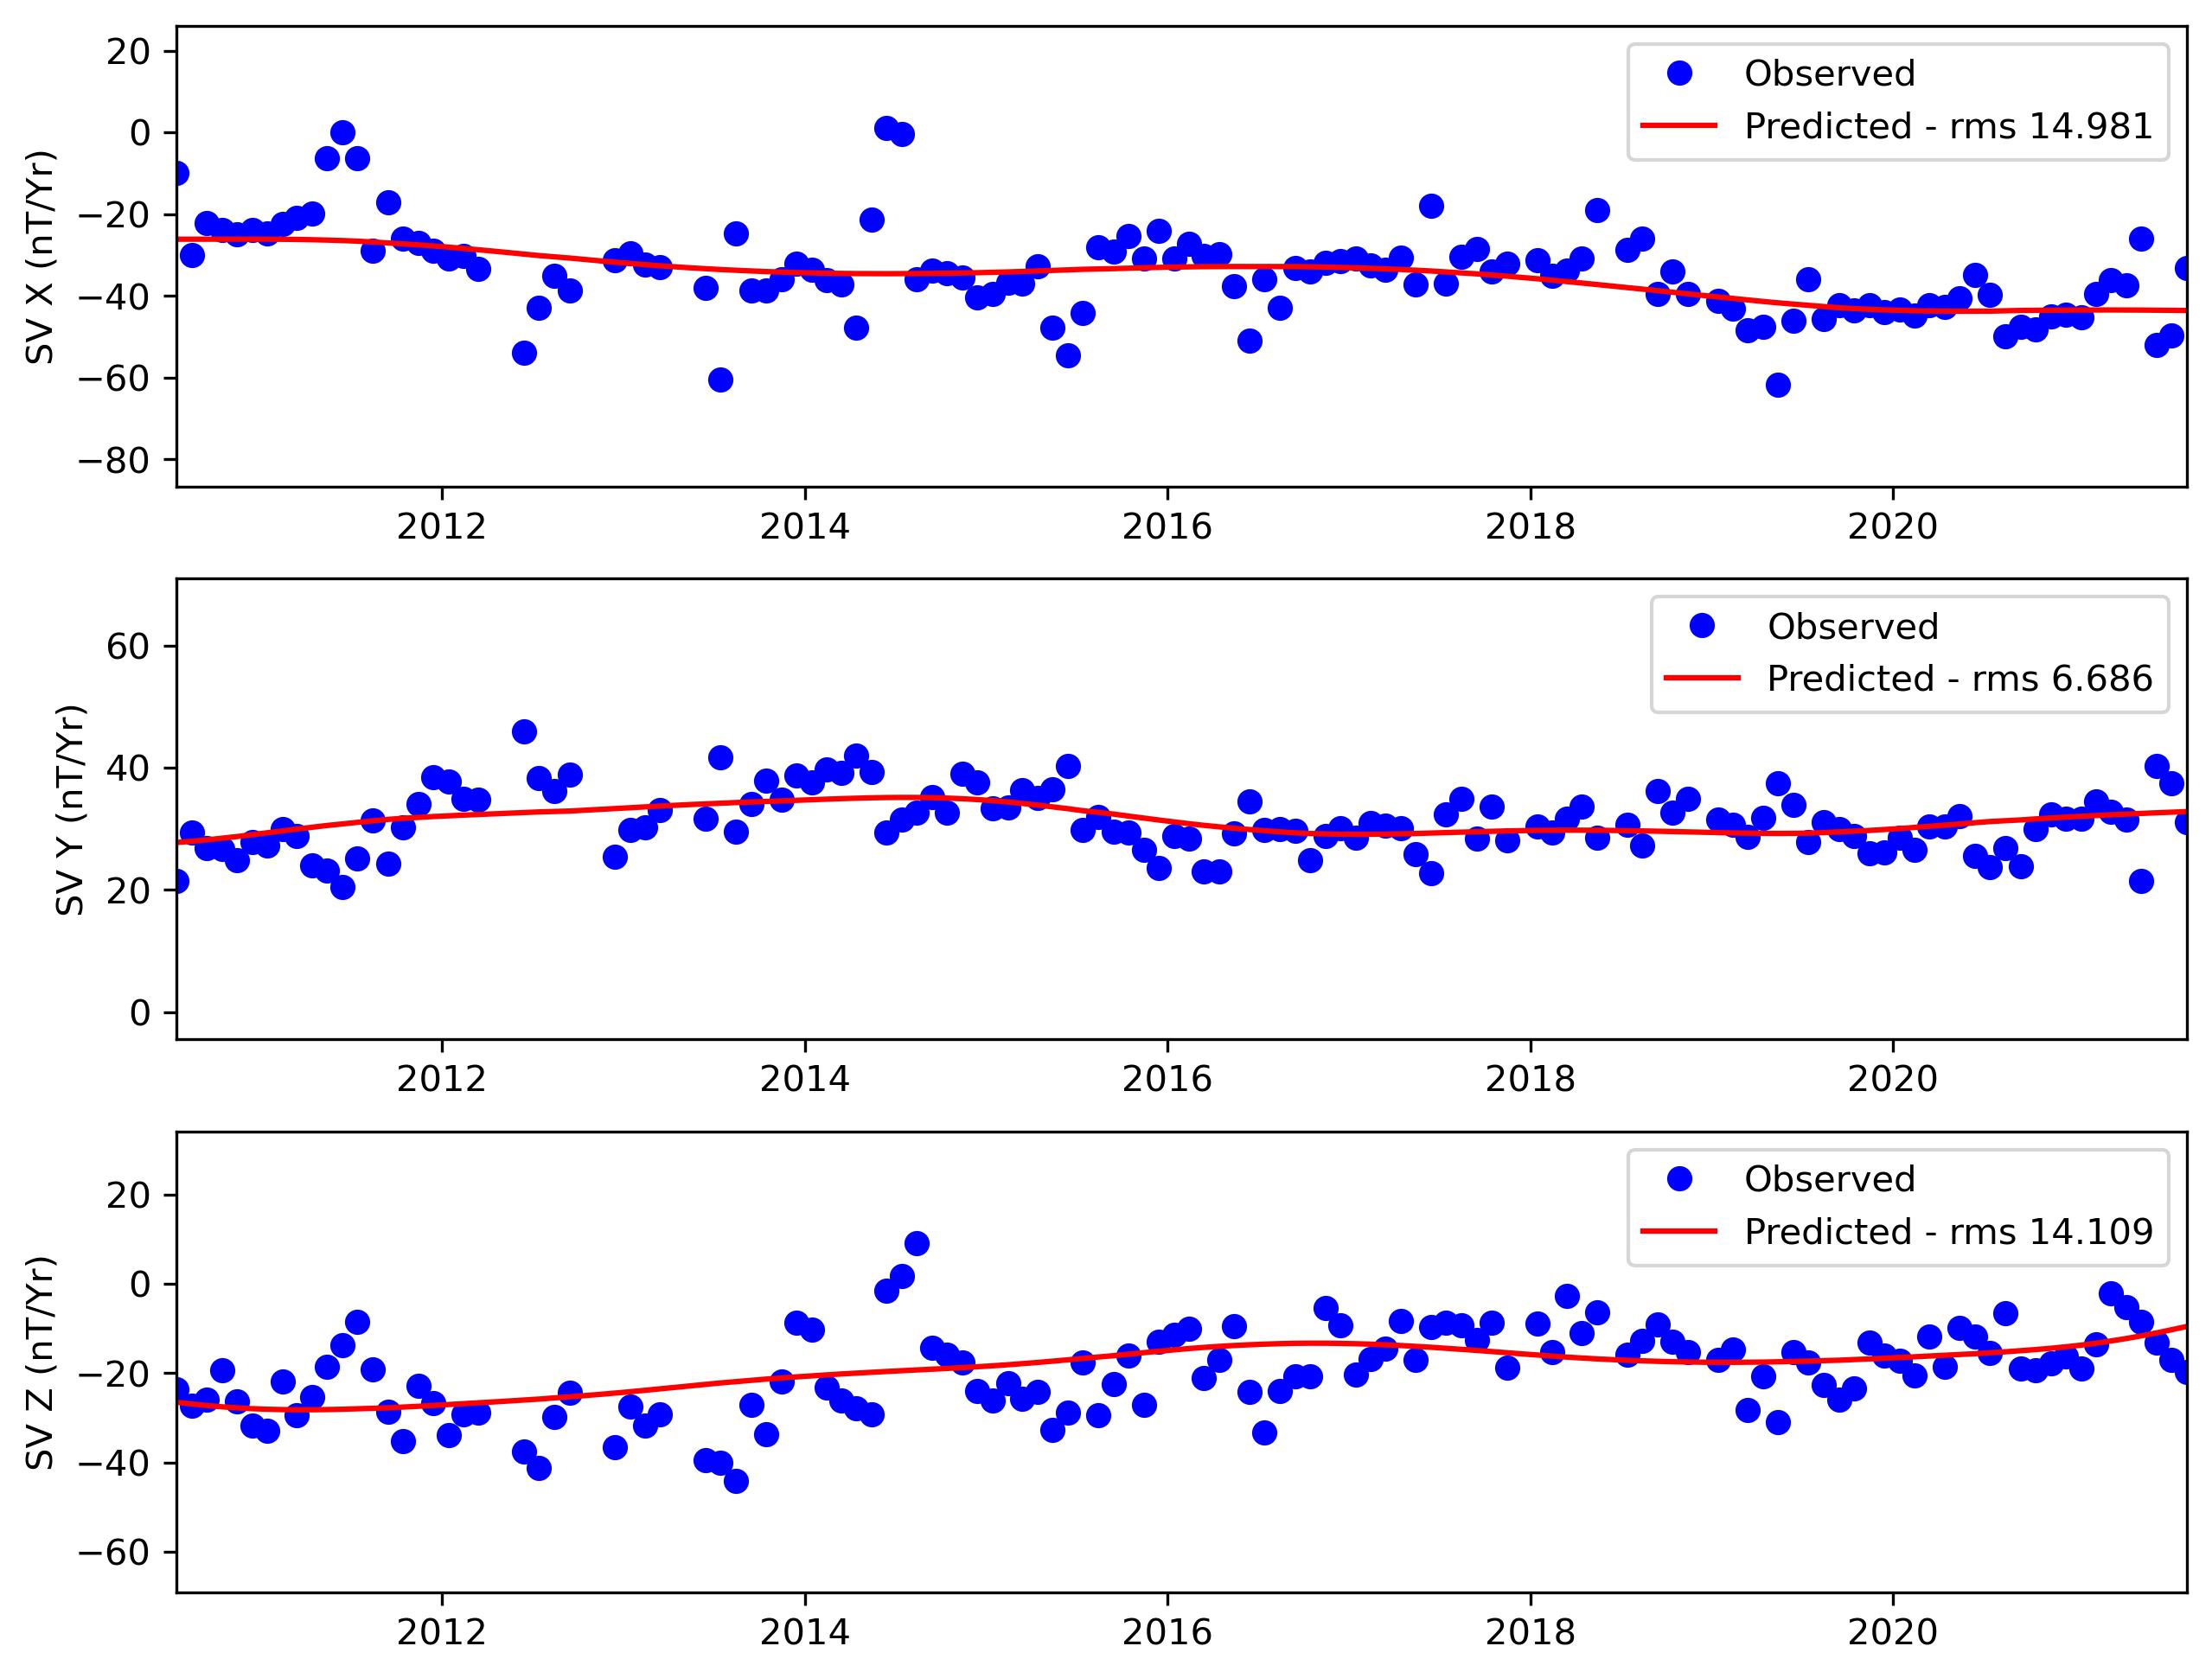 20
0
−20
−40
−60
−80
SV X (nT/Yr)
Observed
Predicted - rms 14.981
2012 2014 2016 2018 2020
60
40
20
0
SV Y (nT/Yr)
Observed
Predicted - rms 6.686
2012 2014 2016 2018 2020
20
0
−20
−40
−60
SV Z (nT/Yr)
Observed
Predicted - rms 14.109
2012 2014 2016 2018 2020